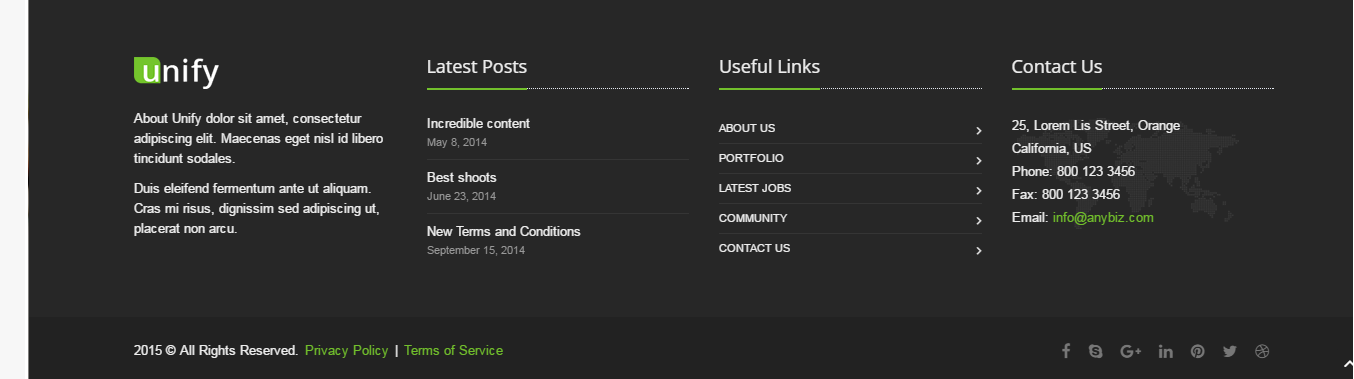 unify
About Unify dolor sit amet, consectetur
adipiscing elit. Maecenas eget nisl id libero
tincidunt sodales.
Duis eleifend fermentum ante ut aliquam.
Cras mi risus, dignissim sed adipiscing ut,
placerat non arcu.
Latest Posts
Incredible content
May 8, 2014
Best shoots
June 23, 2014
New Terms and Conditions
September 15, 2014
Useful Links
ABOUT US
PORTFOLIO
LATEST JOBS
COMMUNITY
CONTACT US
Contact Us
25, Lorem Lis Street, Orange
California, US
Phone: 800 123 3456
Fax: 800 123 3456
Email: info@anybiz.com
2015 © All Rights Reserved. Privacy Policy | Terms of Service